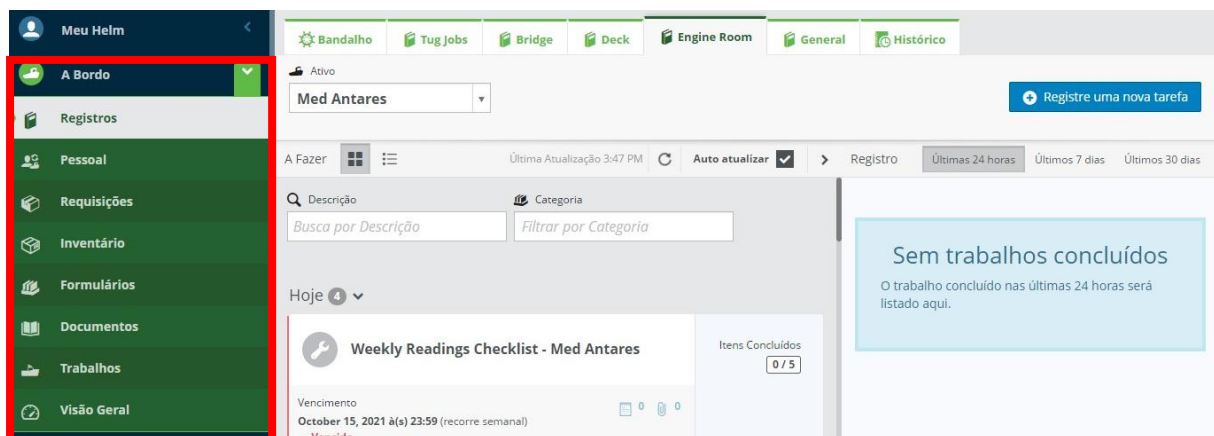 Meu Helm
A Bordo
Registros
Pessoal
Requisições
Inventário
Formulários
Documentos
Trabalhos
Visão Geral
Bandalho
Tug Jobs
Bridge
Deck
Engine Room
General
Histórico
Ativo
Med Antares
Registre uma nova tarefa
A Fazer
Última Atualização 3:47 PM
Auto atualizar
Registro
Últimas 24 horas
Últimos 7 dias
Últimos 30 dias
Descrição
Busca por Descrição
Categoria
Filtrar por Categoria
Hoje 4
Weekly Readings Checklist - Med Antares
Itens Concluídos
0 / 5
Vencimento
October 15, 2021 à(s) 23:59 (recorre semanal)
0
0
Vencido
Sem trabalhos concluídos
O trabalho concluído nas últimas 24 horas será
listado aqui.